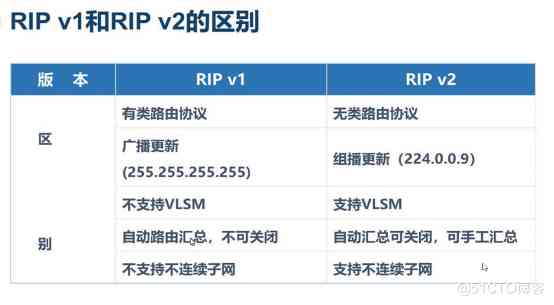 RIP v1和RIP v2的区别
版 本 RIP v1 RIP v2
区 别
有类路由协议 无类路由协议
广播更新 (255.255.255.255) 组播更新（224.0.0.9）
不支持VLSM 支持VLSM
自动路由汇总，不可关闭 自动汇总可关闭，可手工汇总
不支持不连续子网 支持不连续子网
@51CTO博客